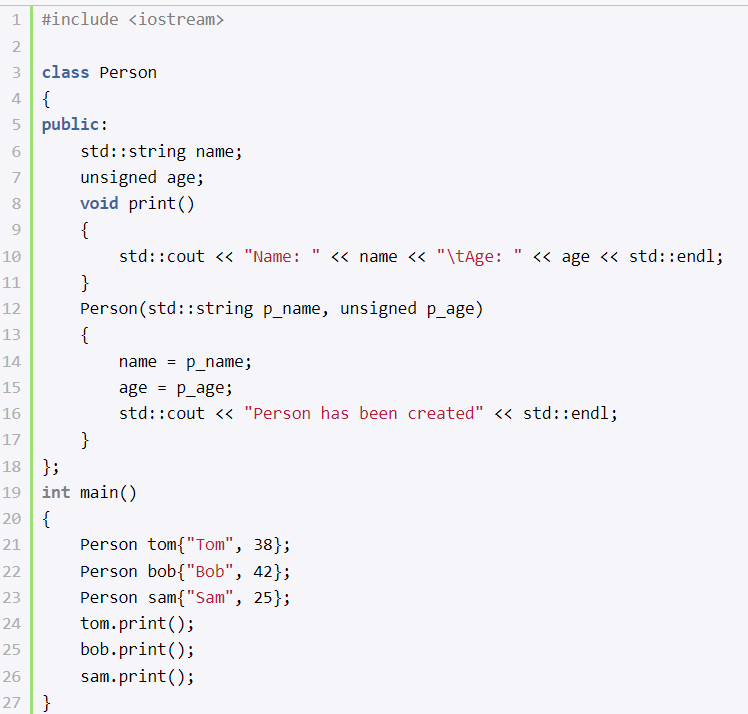 1 #include <iostream>
2
3 class Person
4 {
5 public:
6     std::string name;
7     unsigned age;
8     void print()
9     {
10         std::cout << "Name: " << name << "\tAge: " << age << std::endl;
11     }
12     Person(std::string p_name, unsigned p_age)
13     {
14         name = p_name;
15         age = p_age;
16         std::cout << "Person has been created" << std::endl;
17     }
18 };
19 int main()
20 {
21     Person tom{"Tom", 38};
22     Person bob{"Bob", 42};
23     Person sam{"Sam", 25};
24     tom.print();
25     bob.print();
26     sam.print();
27 }